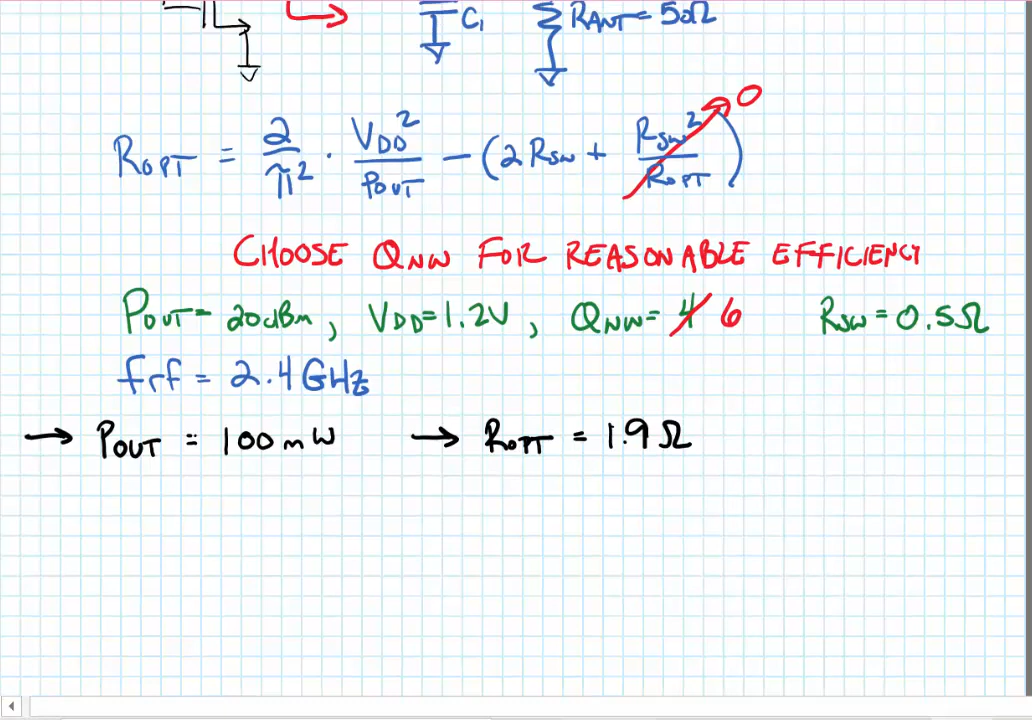 C1 RANT = 50Ω
ROPT = 2/π² · VDD²/POUT – (2RSW + RSW²/ROPT) 0
CHOOSE QNW FOR REASONABLE EFFICIENCY
POUT = 20dBm, VDD = 1.2V, QNW = 4 6 RSW = 0.5Ω
frf = 2.4GHz
→ POUT = 100mW → ROPT = 1.9Ω